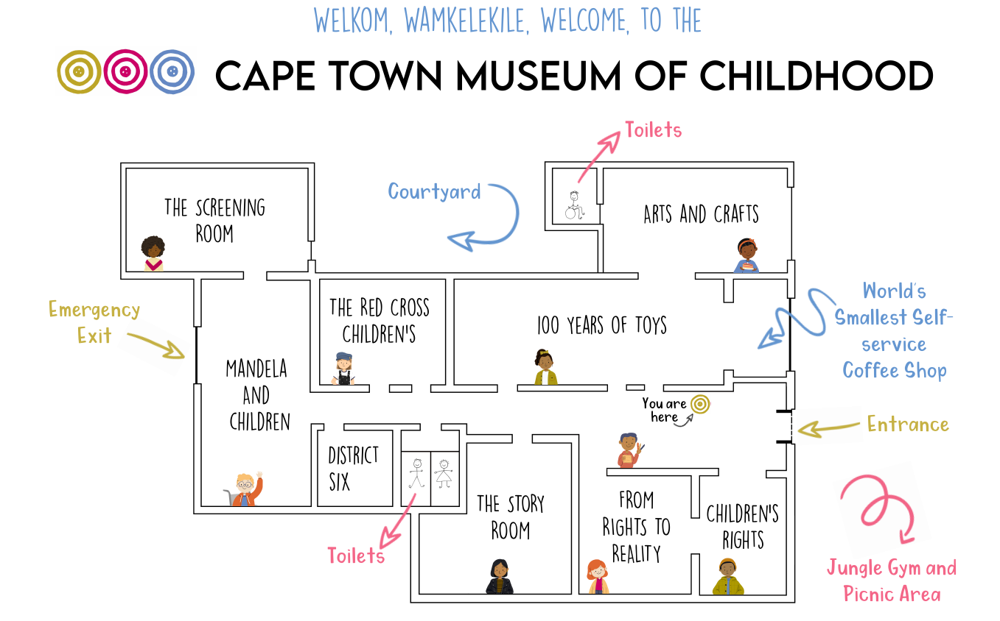 WELKOM, WAMKELEKILE, WELCOME, TO THE
CAPE TOWN MUSEUM OF CHILDHOOD
Toilets
Courtyard
THE SCREENING
ROOM
ARTS AND CRAFTS
Emergency
Exit
THE RED CROSS
CHILDREN'S
100 YEARS OF TOYS
World's
Smallest Self-
service
Coffee Shop
MANDELA
AND
CHILDREN
You are
here
Entrance
DISTRICT
SIX
THE STORY
ROOM
FROM
RIGHTS TO
REALITY
CHILDREN'S
RIGHTS
Toilets
Jungle Gym and
Picnic Area